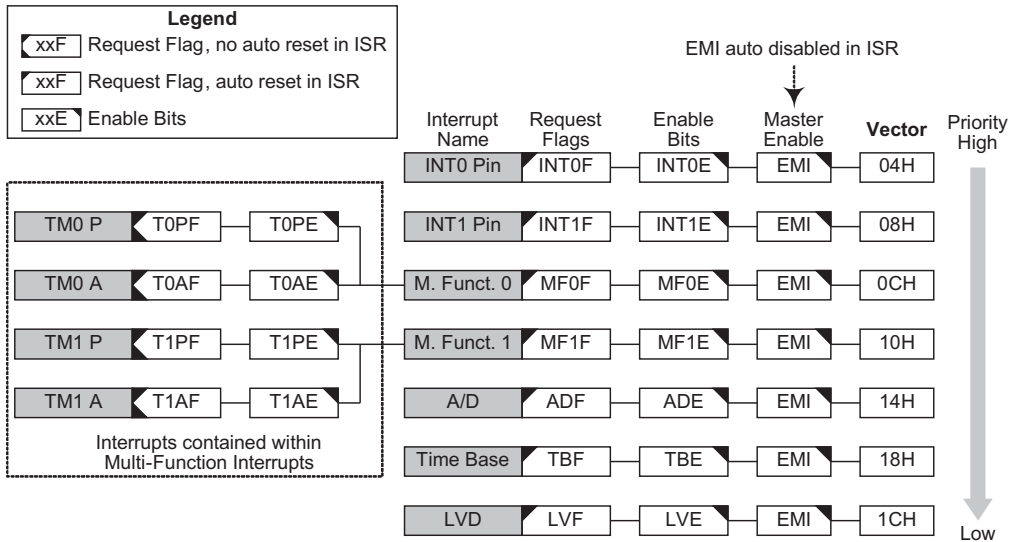 Legend
xxF Request Flag, no auto reset in ISR
xxF Request Flag, auto reset in ISR
xxE Enable Bits
EMI auto disabled in ISR
Interrupt Name
Request Flags
Enable Bits
Master Enable
Vector
Priority High
INT0 Pin INT0F INT0E EMI 04H
TM0 P T0PF T0PE
INT1 Pin INT1F INT1E EMI 08H
TM0 A T0AF T0AE
M. Funct. 0 MF0F MF0E EMI 0CH
TM1 P T1PF T1PE
M. Funct. 1 MF1F MF1E EMI 10H
TM1 A T1AF T1AE
A/D ADF ADE EMI 14H
Interrupts contained within
Multi-Function Interrupts
Time Base TBF TBE EMI 18H
LVD LVF LVE EMI 1CH
Low